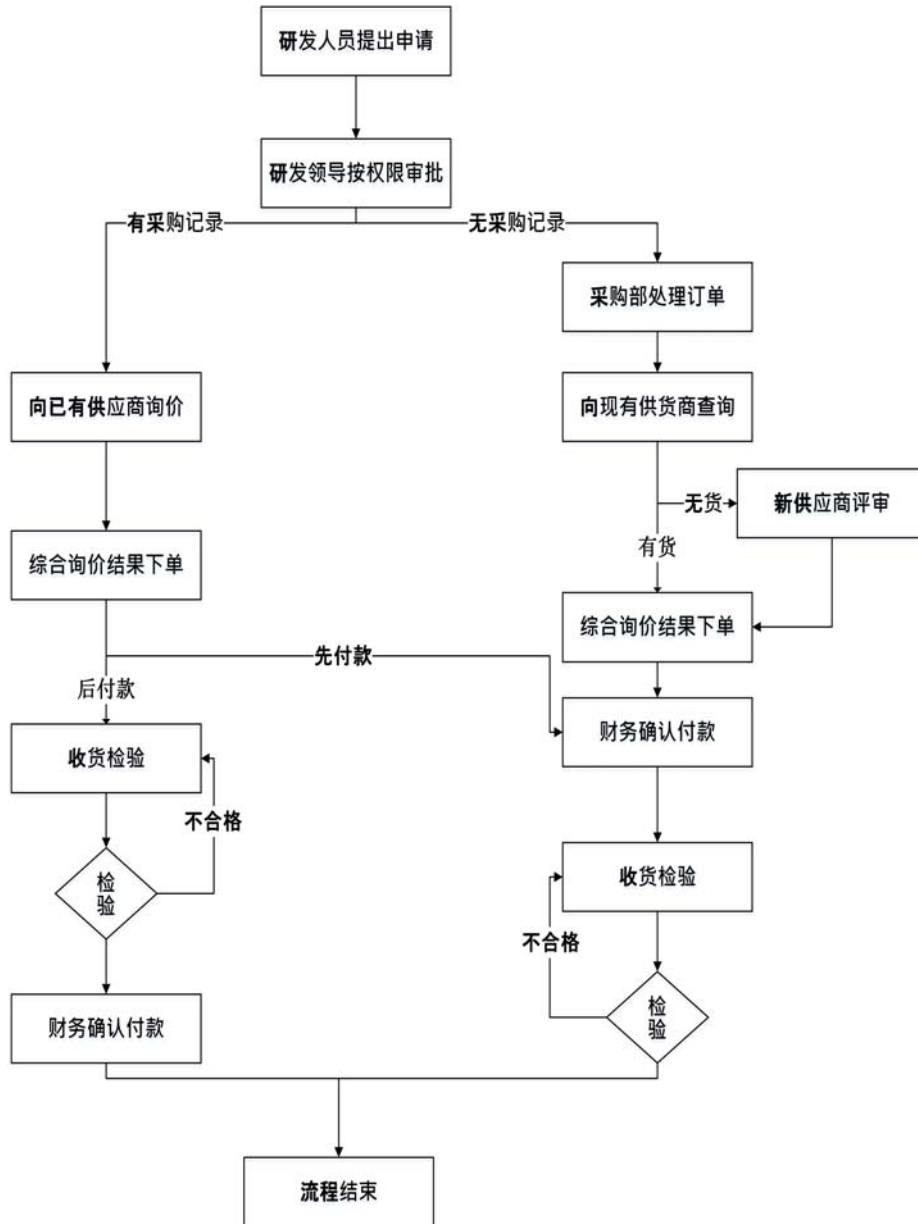 研发人员提出申请
研发领导按权限审批
有采购记录
无采购记录
采购部处理订单
向已有供应商询价
向现有供货商查询
无货
新供应商评审
有货
综合询价结果下单
综合询价结果下单
先付款
后付款
收货检验
财务确认付款
不合格
检
验
收货检验
不合格
财务确认付款
检
验
流程结束